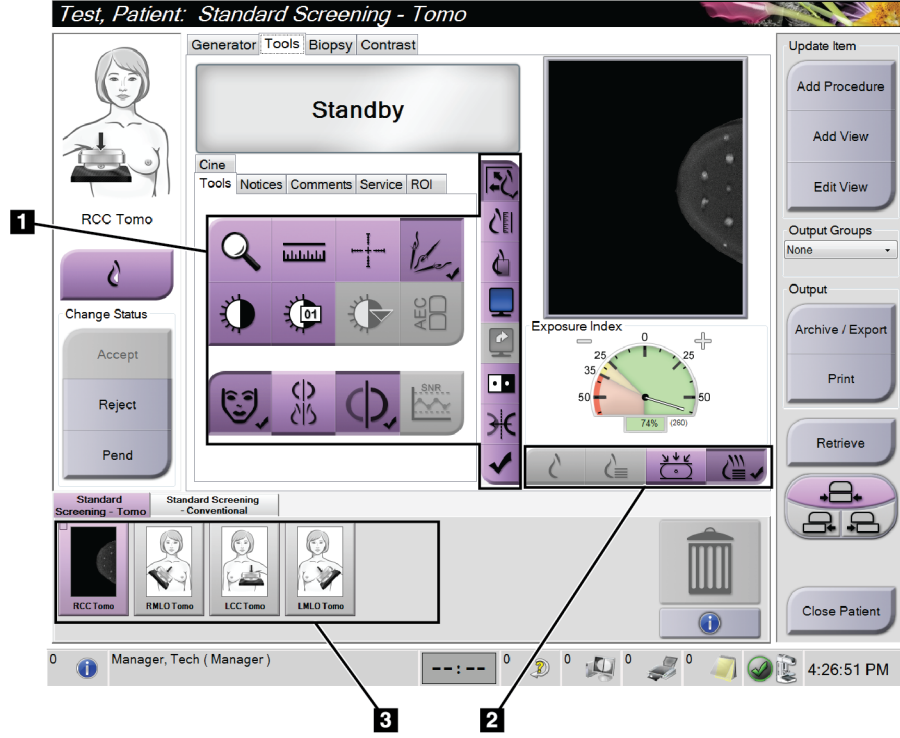 Test, Patient: Standard Screening - Tomo
Generator Tools Biopsy Contrast
Update Item
Add Procedure
Add View
Edit View
Standby
Cine
Tools Notices Comments Service ROI
RCC Tomo
1
01
AEC
SNR
Output Groups
None
Output
Archive / Export
Print
Change Status
Accept
Reject
Pend
Exposure Index
0
25 25
35
50 50
74% (260)
Retrieve
Standard
Screening - Tomo
Standard Screening
- Conventional
RCC Tomo RMLO Tomo LCC Tomo LMLO Tomo
Close Patient
0 Manager, Tech ( Manager ) --:-- 0 0 0 0 4:26:51 PM
3 2